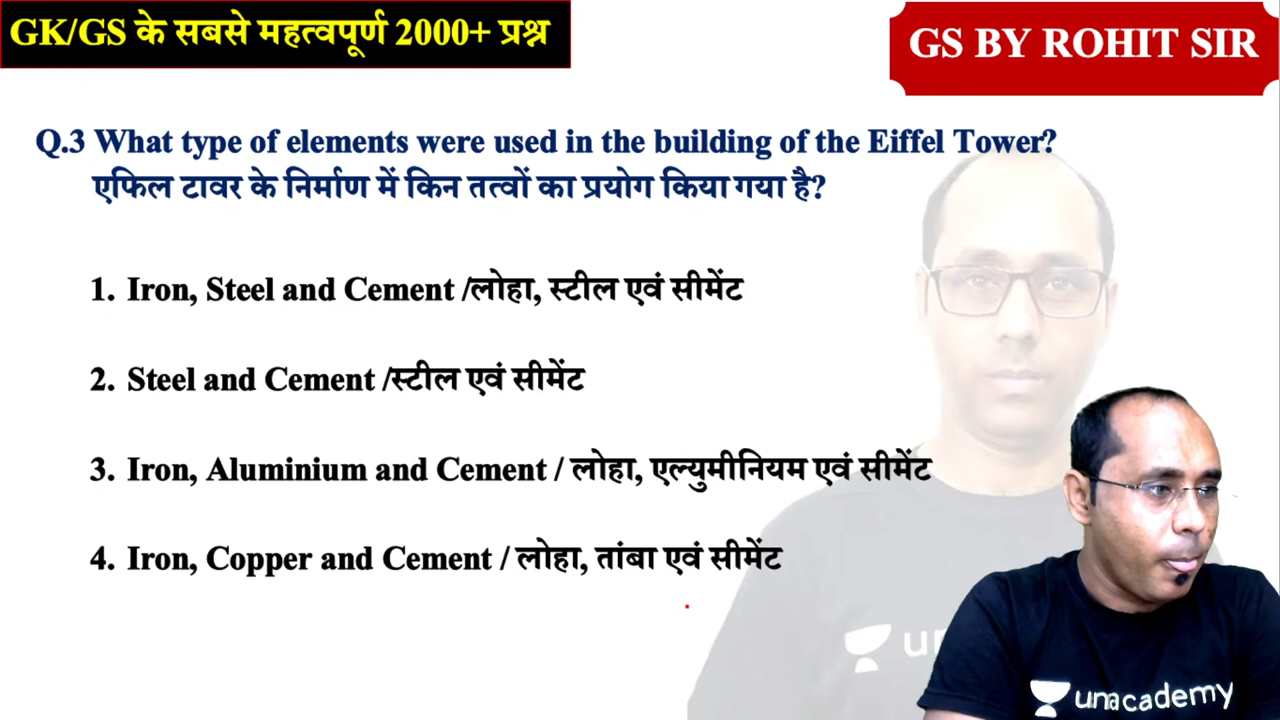 GK/GS के सबसे महत्वपूर्ण 2000+ प्रश्न
GS BY ROHIT SIR
Q.3 What type of elements were used in the building of the Eiffel Tower?
एफिल टावर के निर्माण में किन तत्वों का प्रयोग किया गया है?
1. Iron, Steel and Cement /लोहा, स्टील एवं सीमेंट
2. Steel and Cement /स्टील एवं सीमेंट
3. Iron, Aluminium and Cement / लोहा, एल्युमीनियम एवं सीमेंट
4. Iron, Copper and Cement / लोहा, तांबा एवं सीमेंट
un
unacademy